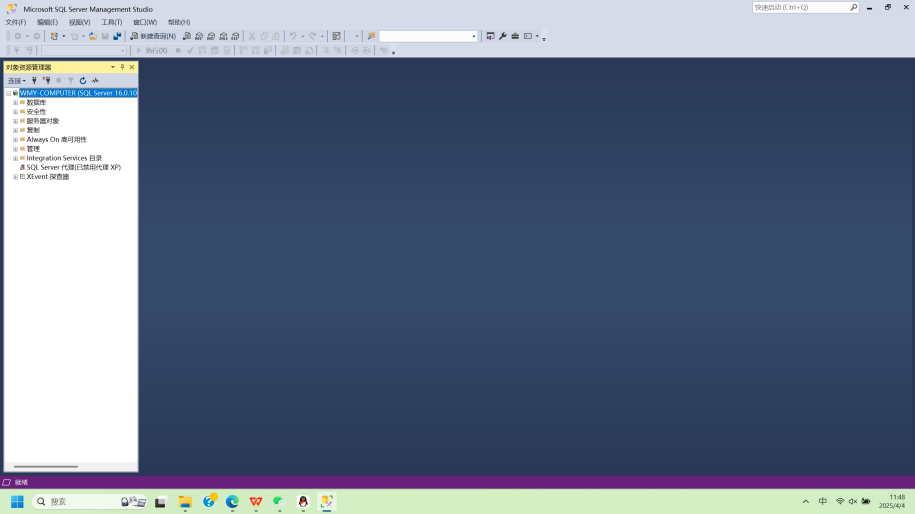 Microsoft SQL Server Management Studio
快速启动 (Ctrl+Q)
文件(F) 编辑(E) 视图(V) 工具(T) 窗口(W) 帮助(H)
新建查询(N)
执行(X)
对象资源管理器
连接
WMY-COMPUTER (SQL Server 16.0.10
数据库
安全性
服务器对象
复制
Always On 高可用性
管理
Integration Services 目录
SQL Server 代理(已禁用代理 XP)
XEvent 探查器
就绪
搜索
中
11:48
2025/4/4